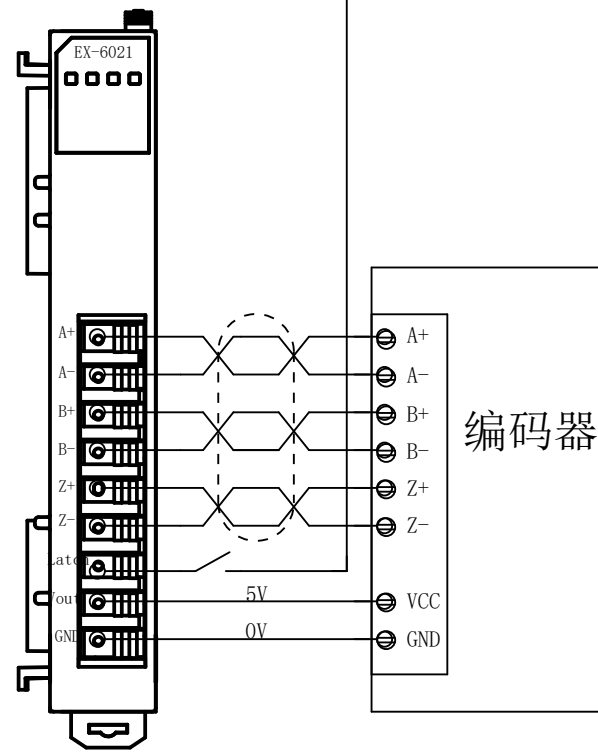 EX-6021
A+
A-
B+
B-
Z+
Z-
Latch
Vout
GND
5V
0V
A+
A-
B+
B-
Z+
Z-
VCC
GND
编码器